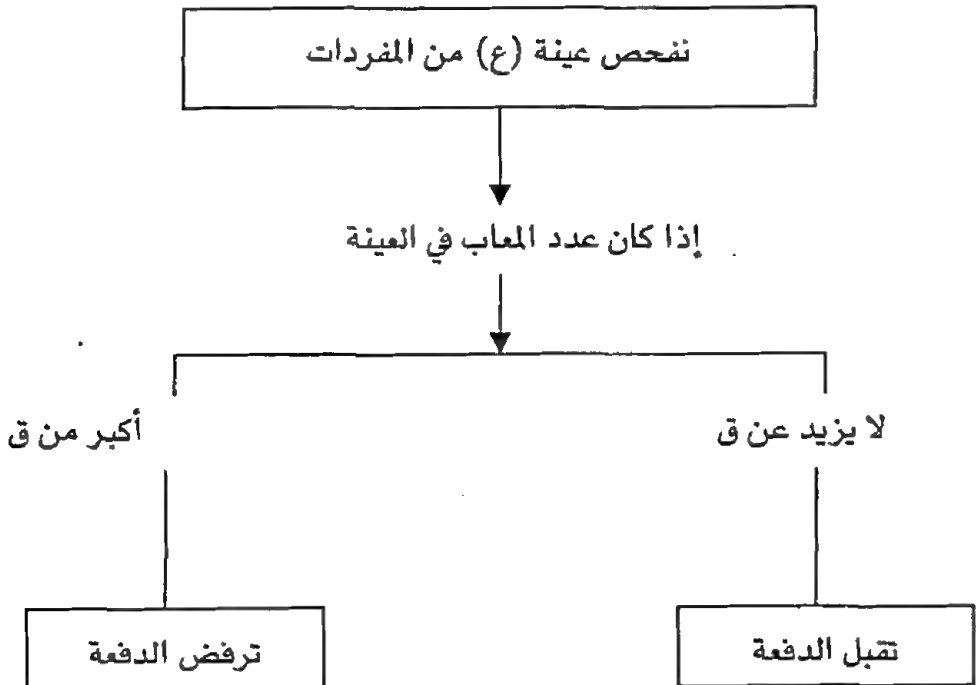 نفحص عينة (ع) من المفردات
إذا كان عدد المعاب في العينة
لا يزيد عن ق
أكبر من ق
تقبل الدفعة
ترفض الدفعة